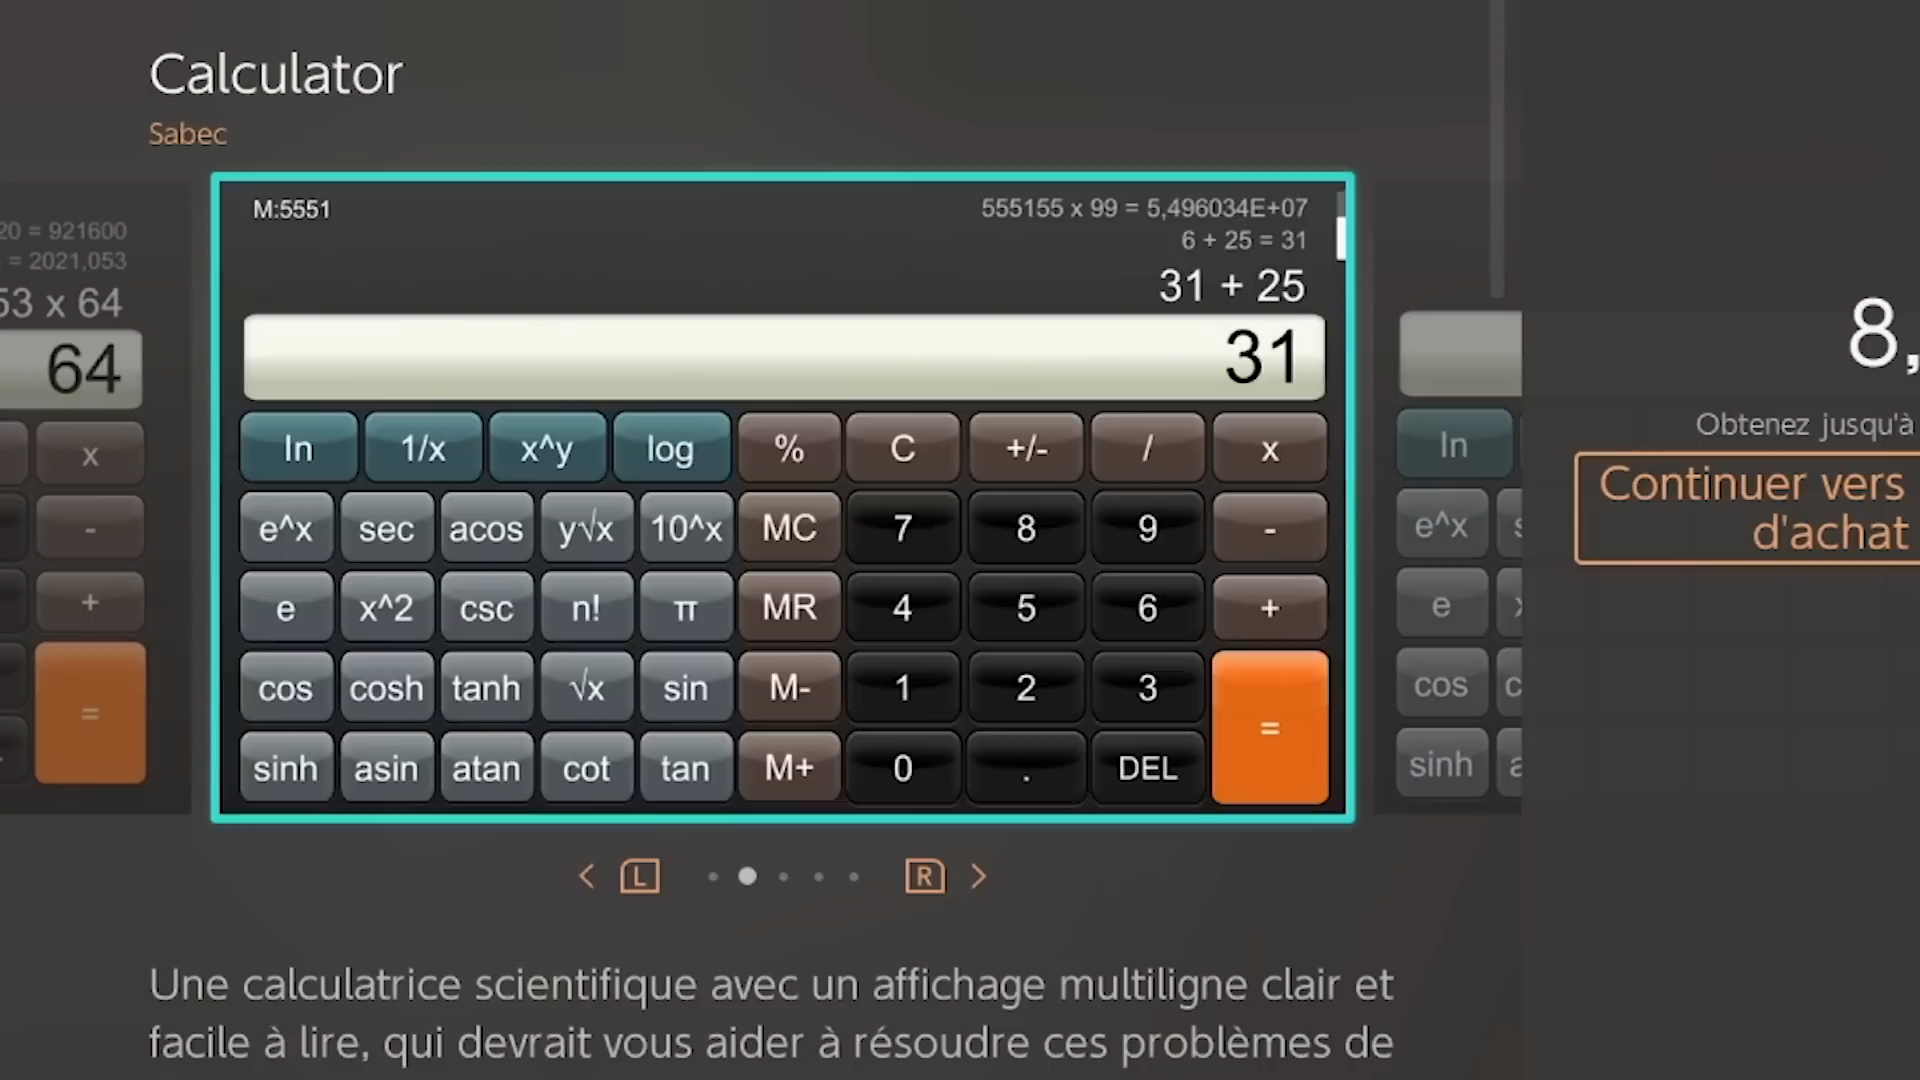 Calculator
Sabec
20 = 921600
= 2021,053
53 x 64
64
x
-
+
=
M:5551
555155 x 99 = 5,496034E+07
6 + 25 = 31
31 + 25
31
ln 1/x x^y log % C +/- / x
e^x sec acos y√x 10^x MC 7 8 9 -
e x^2 csc n! π MR 4 5 6 +
cos cosh tanh √x sin M- 1 2 3 =
sinh asin atan cot tan M+ 0 . DEL
ln
e^x
e
cos
sinh
8,
Obtenez jusqu'à
Continuer vers
d'achat
L R
Une calculatrice scientifique avec un affichage multiligne clair et
facile à lire, qui devrait vous aider à résoudre ces problèmes de